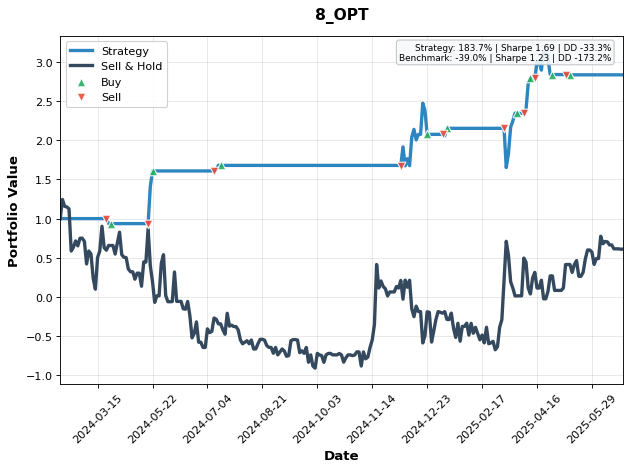 8_OPT
Strategy: 183.7% | Sharpe 1.69 | DD -33.3%
Benchmark: -39.0% | Sharpe 1.23 | DD -173.2%
Strategy
Sell & Hold
Buy
Sell
Portfolio Value
3.0
2.5
2.0
1.5
1.0
0.5
0.0
−0.5
−1.0
2024-03-15
2024-05-22
2024-07-04
2024-08-21
2024-10-03
2024-11-14
2024-12-23
2025-02-17
2025-04-16
2025-05-29
Date